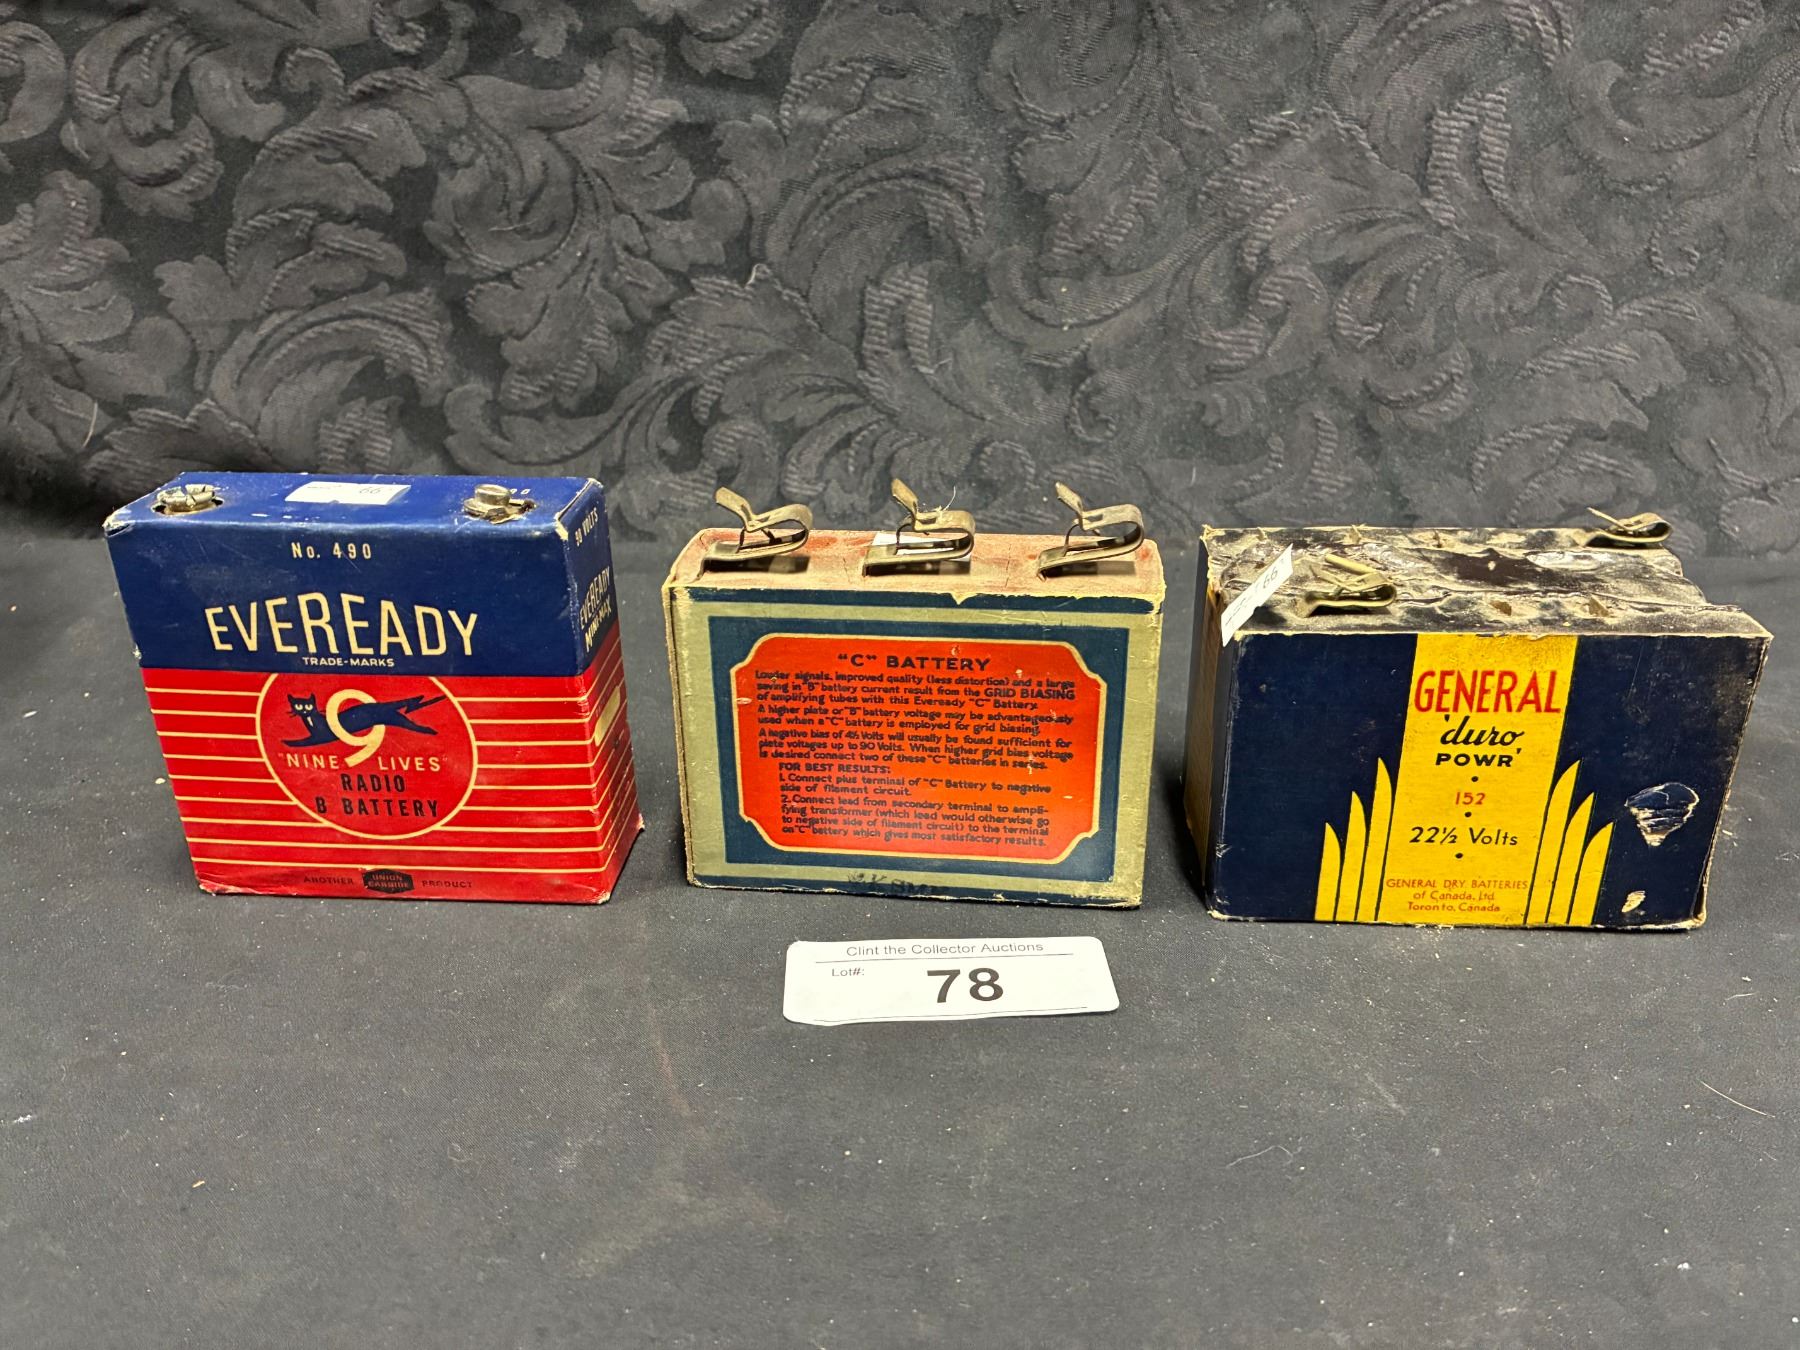 66
No. 490
EVEREADY
TRADE-MARKS
9
"NINE LIVES"
RADIO
B BATTERY
ANOTHER UNION CARBIDE PRODUCT
90 VOLTS
EVEREADY
MINI-MAX
"C" BATTERY
Louder signals, improved quality (less distortion) and a large
saving in "B" battery current result from the GRID BIASING
of amplifying tubes with this Eveready "C" Battery.
A higher plate or "B" battery voltage may be advantageously
used when a "C" battery is employed for grid biasing.
A negative bias of 4½ Volts will usually be found sufficient for
plate voltages up to 90 Volts. When higher grid bias voltage
is desired connect two of these "C" batteries in series.
FOR BEST RESULTS:
1. Connect plus terminal of "C" Battery to negative
side of filament circuit.
2. Connect lead from secondary terminal to ampli-
fying transformer (which lead would otherwise go
to negative side of filament circuit) to the terminal
on "C" battery which gives most satisfactory results.
66
GENERAL
'duro
POWR'
152
22½ Volts
GENERAL DRY BATTERIES
of Canada, Ltd.
Toronto, Canada
Clint the Collector Auctions
Lot#: 78